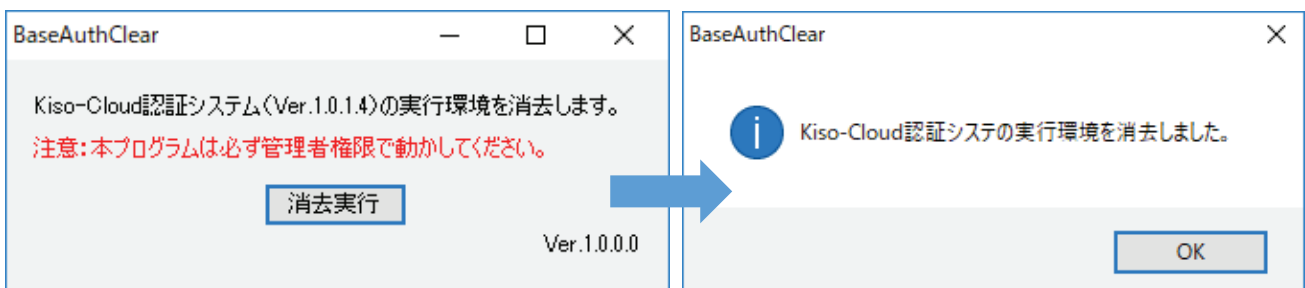 BaseAuthClear
Kiso-Cloud認証システム(Ver.1.0.1.4)の実行環境を消去します。
注意:本プログラムは必ず管理者権限で動かしてください。
消去実行
Ver.1.0.0.0
BaseAuthClear
Kiso-Cloud認証システの実行環境を消去しました。
OK